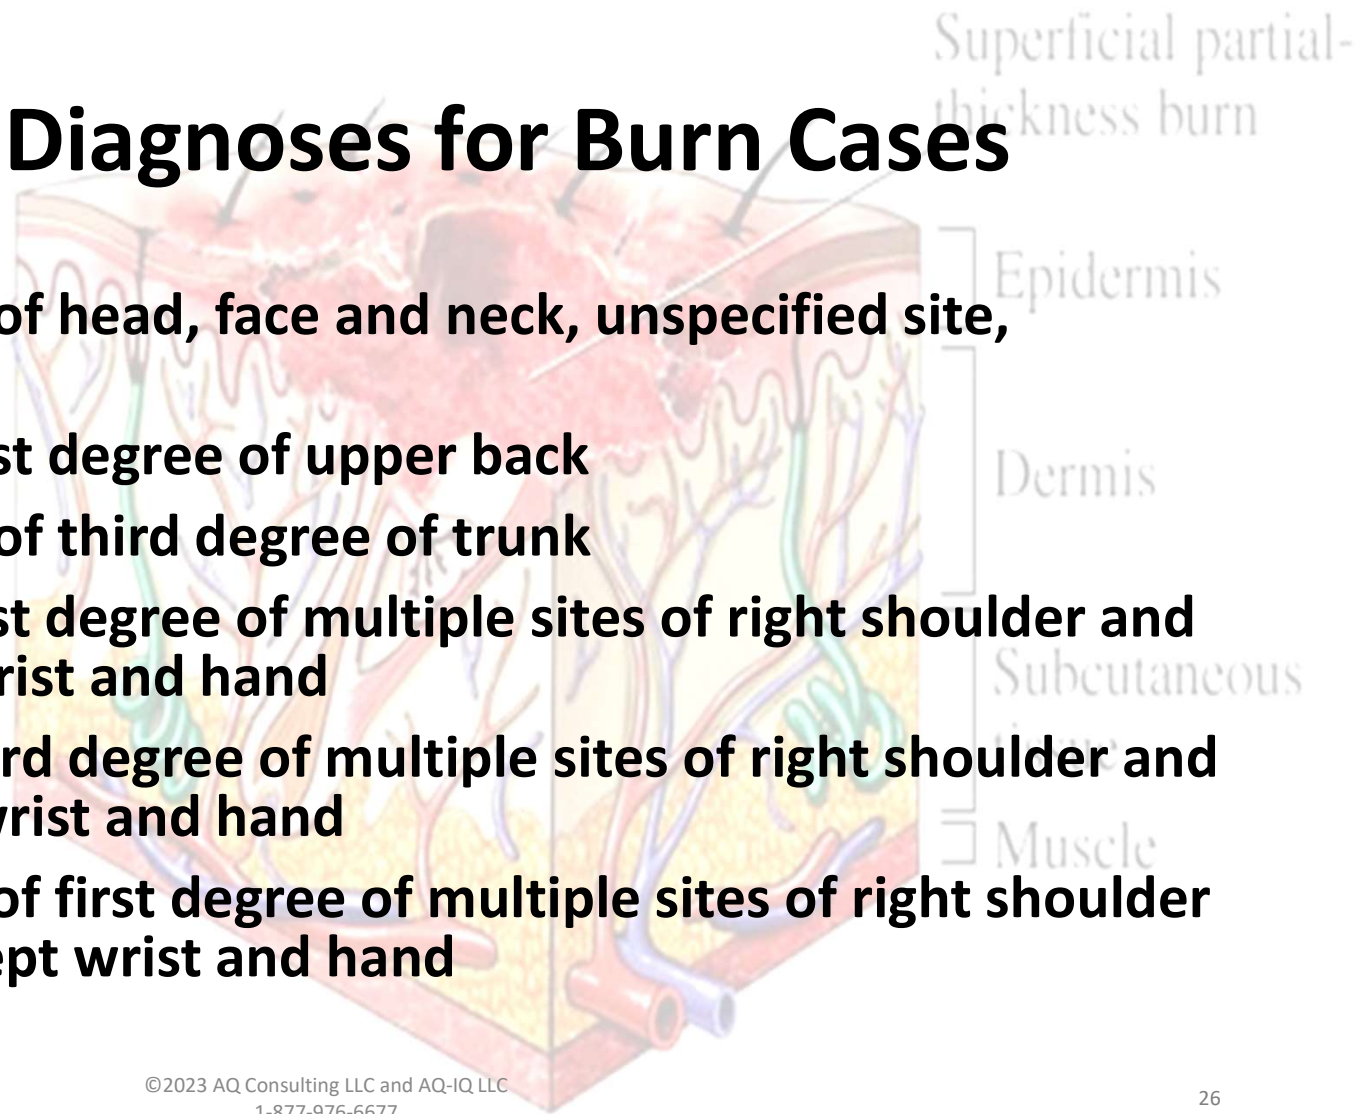 Superficial partial-
thickness burn
Diagnoses for Burn Cases
Epidermis
of head, face and neck, unspecified site,
st degree of upper back
Dermis
of third degree of trunk
st degree of multiple sites of right shoulder and
rist and hand
Subcutaneous
tissue
rd degree of multiple sites of right shoulder and
wrist and hand
Muscle
of first degree of multiple sites of right shoulder
ept wrist and hand
©2023 AQ Consulting LLC and AQ-IQ LLC
1-877-976-6677
26